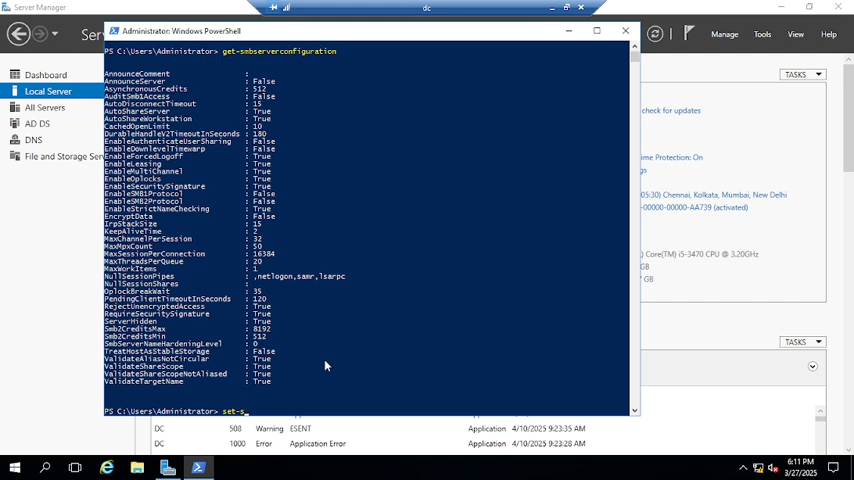 Server Manager
dc
Administrator: Windows PowerShell
Manage Tools View Help
PS C:\Users\Administrator> get-smbserverconfiguration
AnnounceComment :
AnnounceServer : False
AsynchronousCredits : 512
AuditSmb1Access : False
AutoDisconnectTimeout : 15
AutoShareServer : True
AutoShareWorkstation : True
CachedOpenLimit : 10
DurableHandleV2TimeoutInSeconds : 180
EnableAuthenticateUserSharing : False
EnableDownlevelTimewarp : False
EnableForcedLogoff : True
EnableLeasing : True
EnableMultiChannel : True
EnableOplocks : True
EnableSecuritySignature : True
EnableSMB1Protocol : False
EnableSMB2Protocol : False
EnableStrictNameChecking : True
EncryptData : False
IrpStackSize : 15
KeepAliveTime : 2
MaxChannelPerSession : 32
MaxMpxCount : 50
MaxSessionPerConnection : 16384
MaxThreadsPerQueue : 20
MaxWorkItems : 1
NullSessionPipes : ,netlogon,samr,lsarpc
NullSessionShares :
OplockBreakWait : 35
PendingClientTimeoutInSeconds : 120
RejectUnencryptedAccess : True
RequireSecuritySignature : True
ServerHidden : True
Smb2CreditsMax : 8192
Smb2CreditsMin : 512
SmbServerNameHardeningLevel : 0
TreatHostAsStableStorage : False
ValidateAliasNotCircular : True
ValidateShareScope : True
ValidateShareScopeNotAliased : True
ValidateTargetName : True
PS C:\Users\Administrator> set-s_
Ser
Dashboard
Local Server
All Servers
AD DS
DNS
File and Storage Ser
TASKS
check for updates
Time Protection: On
gs
05:30) Chennai, Kolkata, Mumbai, New Delhi
-00000-00000-AA739 (activated)
Core(TM) i5-3470 CPU @ 3.20GHz
GB
GB
TASKS
DC 508 Warning ESENT Application 4/10/2025 9:23:35 AM
DC 1000 Error Application Error Application 4/10/2025 9:23:28 AM
6:11 PM
3/27/2025